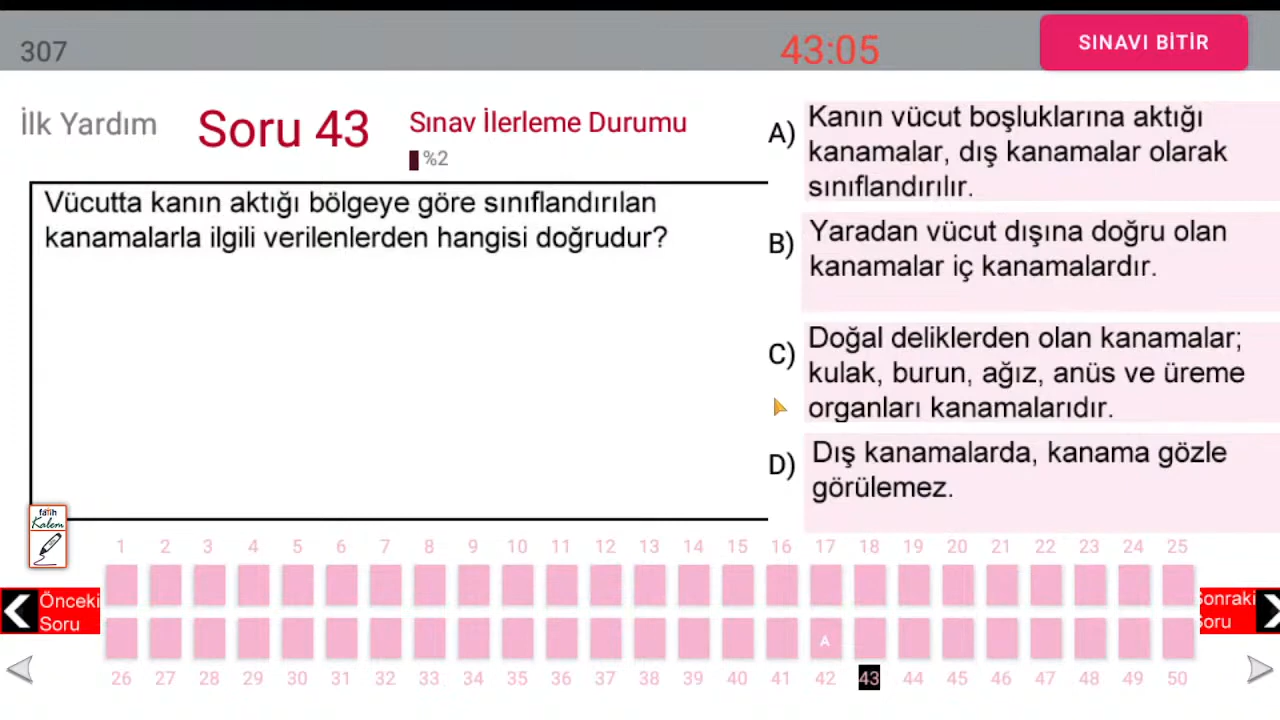 307
43:05
SINAVI BİTİR
İlk Yardım
Soru 43
Sınav İlerleme Durumu
%2
Vücutta kanın aktığı bölgeye göre sınıflandırılan
kanamalarla ilgili verilenlerden hangisi doğrudur?
A)
Kanın vücut boşluklarına aktığı
kanamalar, dış kanamalar olarak
sınıflandırılır.
B)
Yaradan vücut dışına doğru olan
kanamalar iç kanamalardır.
C)
Doğal deliklerden olan kanamalar;
kulak, burun, ağız, anüs ve üreme
organları kanamalarıdır.
D)
Dış kanamalarda, kanama gözle
görülemez.
fatih
Kalem
1 2 3 4 5 6 7 8 9 10 11 12 13 14 15 16 17 18 19 20 21 22 23 24 25
Önceki
Soru
Sonraki
Soru
A
26 27 28 29 30 31 32 33 34 35 36 37 38 39 40 41 42 43 44 45 46 47 48 49 50